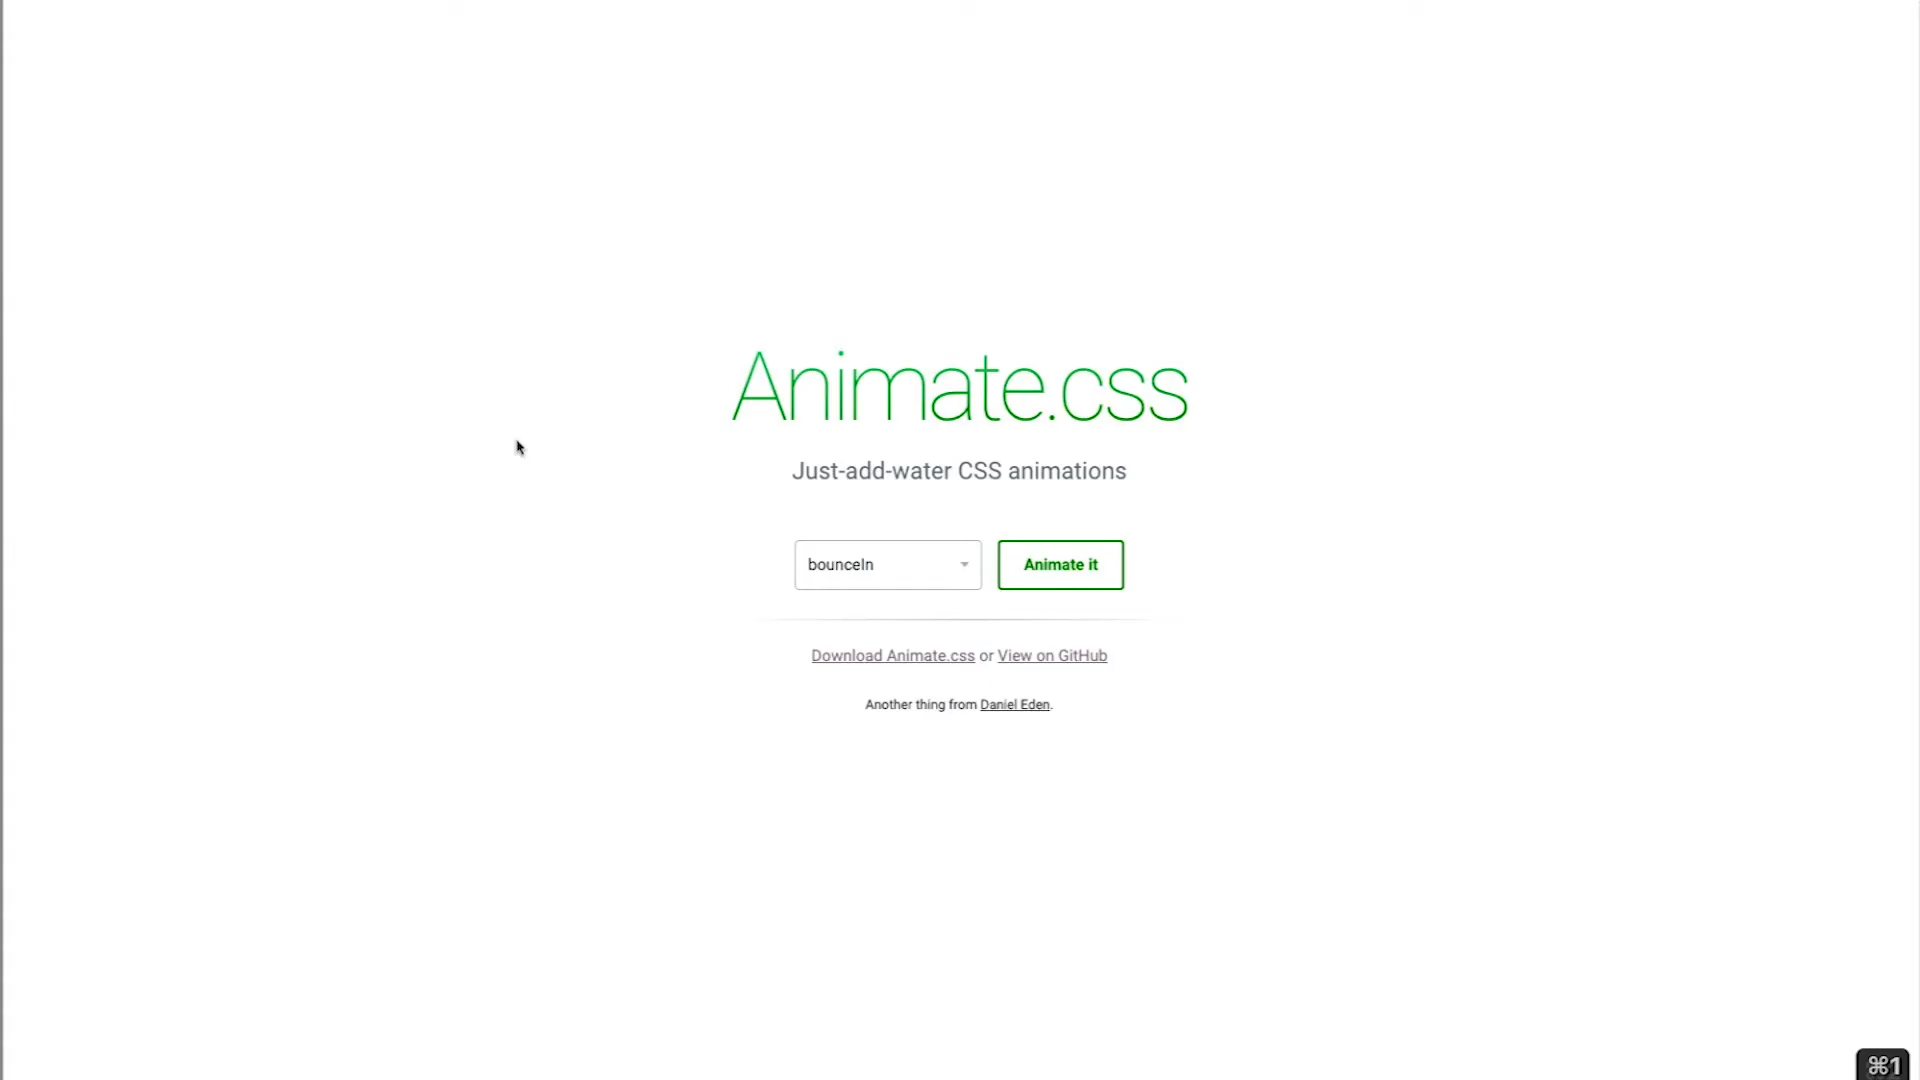 Animate.css
Just-add-water CSS animations
bounceIn
Animate it
Download Animate.css or View on GitHub
Another thing from Daniel Eden.
⌘1